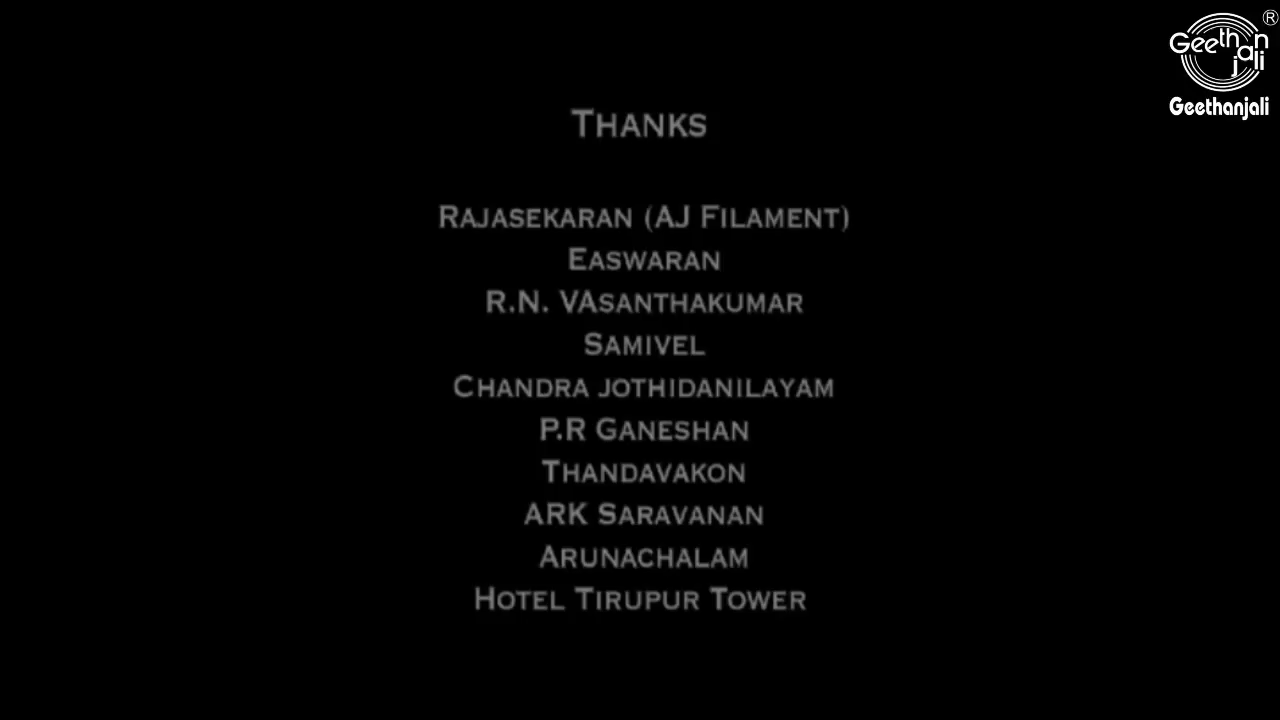 Geethanjali ®
Geethanjali
THANKS
RAJASEKARAN (AJ FILAMENT)
EASWARAN
R.N. VASANTHAKUMAR
SAMIVEL
CHANDRA JOTHIDANILAYAM
P.R GANESHAN
THANDAVAKON
ARK SARAVANAN
ARUNACHALAM
HOTEL TIRUPUR TOWER